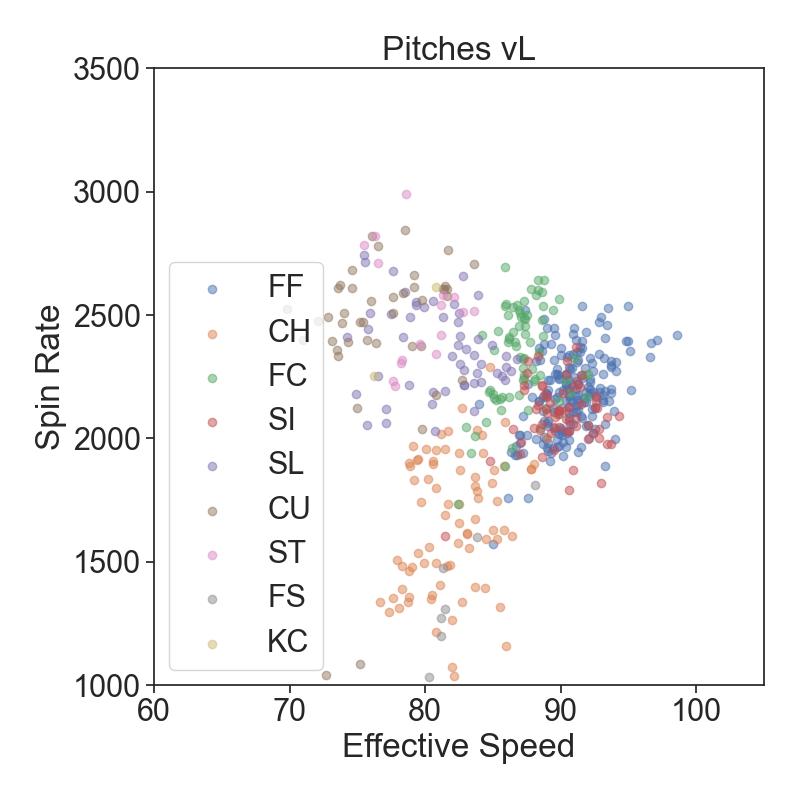 Pitches vL
3500
3000
2500
2000
1500
1000
Spin Rate
FF
CH
FC
SI
SL
CU
ST
FS
KC
60 70 80 90 100
Effective Speed